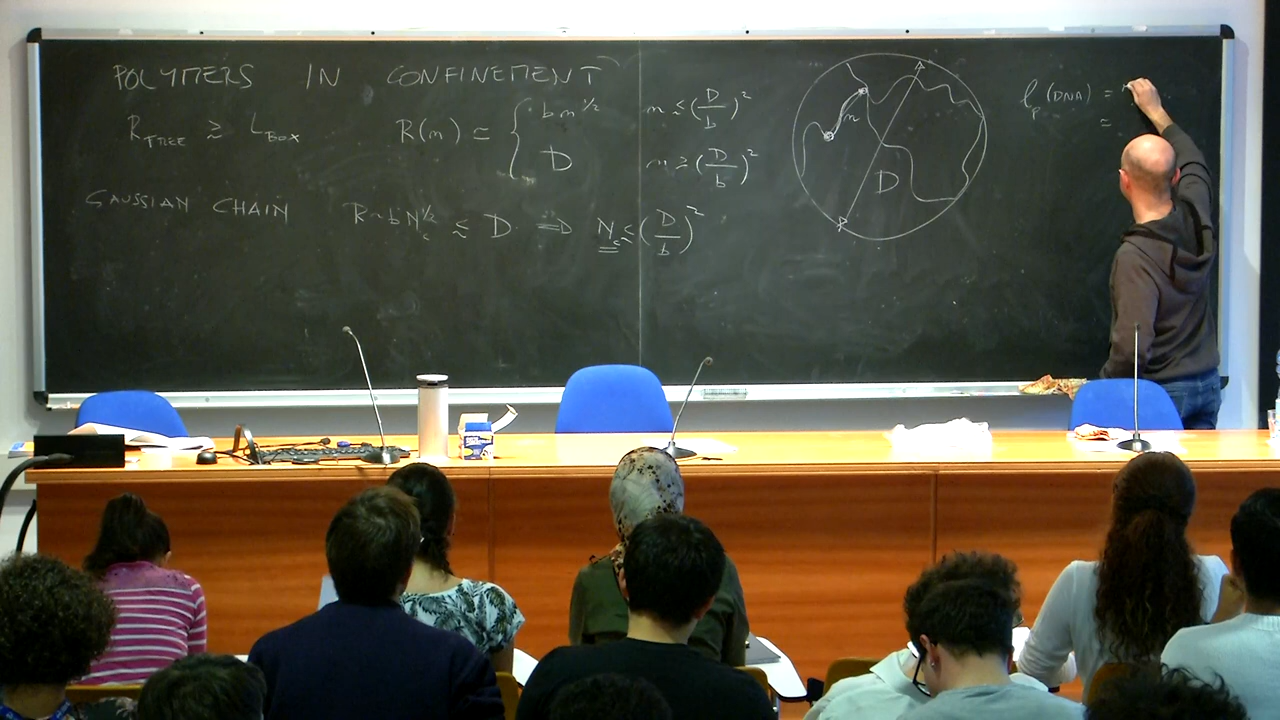 POLYMERS IN CONFINEMENT
R_TREE ≳ L_BOX
R(m) = { b m^1/2 m ≤ (D/b)^2
D m ≳ (D/b)^2
GAUSSIAN CHAIN R ~ b N_c^1/2 ≲ D => N_c ≤ (D/b)^2
m
D
ℓ_p (DNA) =
=